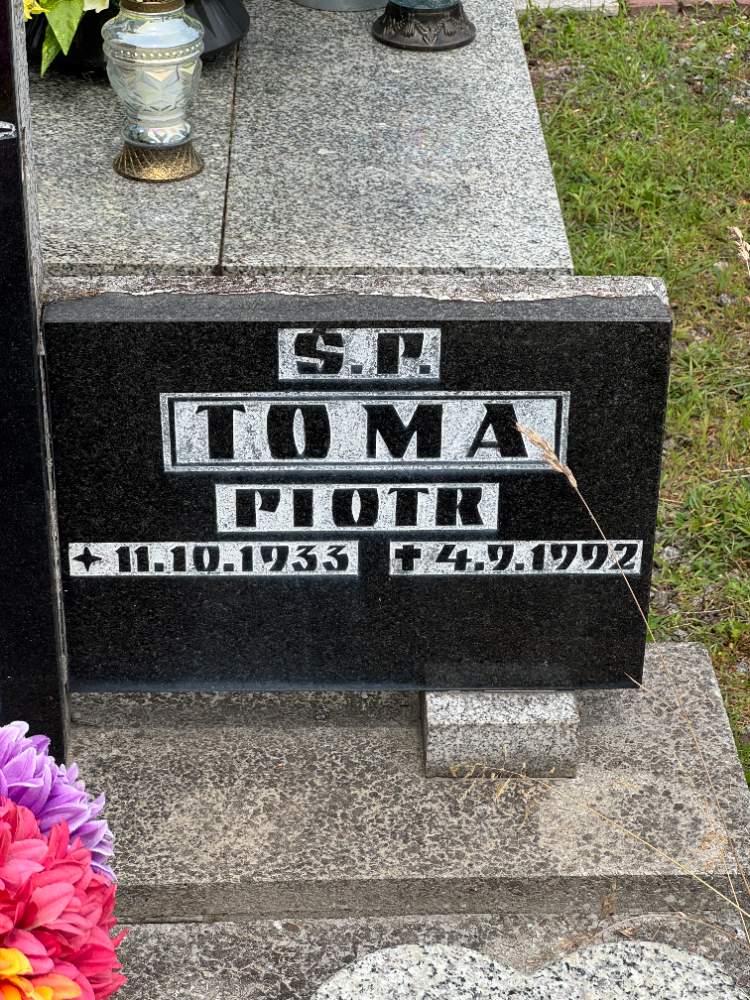 Ś.P.
TOMA
PIOTR
✦ 11.10.1933 ✝ 4.9.1992